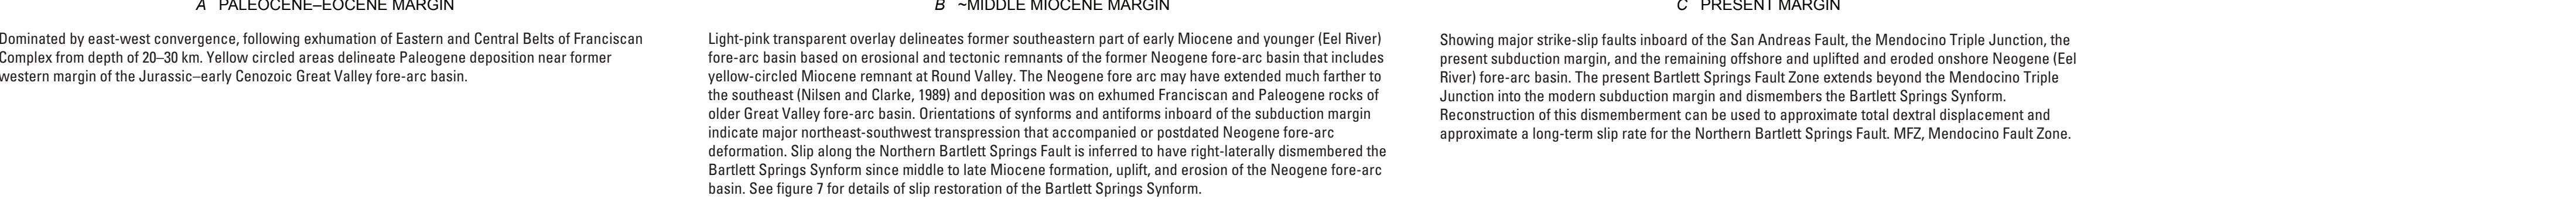 A PALEOCENE–EOCENE MARGIN
Dominated by east-west convergence, following exhumation of Eastern and Central Belts of Franciscan
Complex from depth of 20–30 km. Yellow circled areas delineate Paleogene deposition near former
western margin of the Jurassic–early Cenozoic Great Valley fore-arc basin.
B ~MIDDLE MIOCENE MARGIN
Light-pink transparent overlay delineates former southeastern part of early Miocene and younger (Eel River)
fore-arc basin based on erosional and tectonic remnants of the former Neogene fore-arc basin that includes
yellow-circled Miocene remnant at Round Valley. The Neogene fore arc may have extended much farther to
the southeast (Nilsen and Clarke, 1989) and deposition was on exhumed Franciscan and Paleogene rocks of
older Great Valley fore-arc basin. Orientations of synforms and antiforms inboard of the subduction margin
indicate major northeast-southwest transpression that accompanied or postdated Neogene fore-arc
deformation. Slip along the Northern Bartlett Springs Fault is inferred to have right-laterally dismembered the
Bartlett Springs Synform since middle to late Miocene formation, uplift, and erosion of the Neogene fore-arc
basin. See figure 7 for details of slip restoration of the Bartlett Springs Synform.
C PRESENT MARGIN
Showing major strike-slip faults inboard of the San Andreas Fault, the Mendocino Triple Junction, the
present subduction margin, and the remaining offshore and uplifted and eroded onshore Neogene (Eel
River) fore-arc basin. The present Bartlett Springs Fault Zone extends beyond the Mendocino Triple
Junction into the modern subduction margin and dismembers the Bartlett Springs Synform.
Reconstruction of this dismemberment can be used to approximate total dextral displacement and
approximate a long-term slip rate for the Northern Bartlett Springs Fault. MFZ, Mendocino Fault Zone.